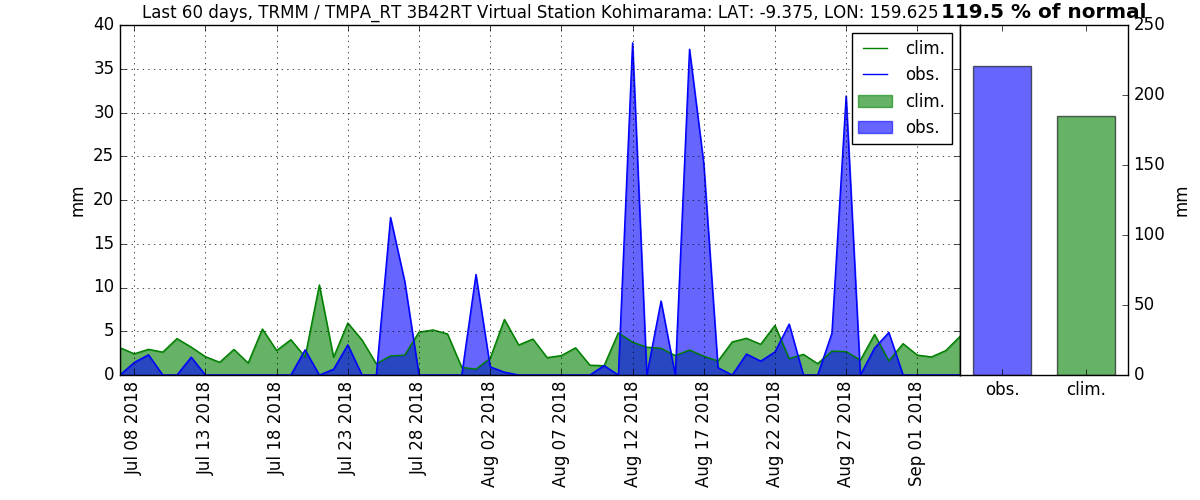 Last 60 days, TRMM / TMPA_RT 3B42RT Virtual Station Kohimarama: LAT: -9.375, LON: 159.625
119.5 % of normal
40
35
30
25
20
15
10
5
0
mm
clim.
obs.
clim.
obs.
250
200
150
100
50
0
mm
obs.
clim.
Jul 08 2018
Jul 13 2018
Jul 18 2018
Jul 23 2018
Jul 28 2018
Aug 02 2018
Aug 07 2018
Aug 12 2018
Aug 17 2018
Aug 22 2018
Aug 27 2018
Sep 01 2018